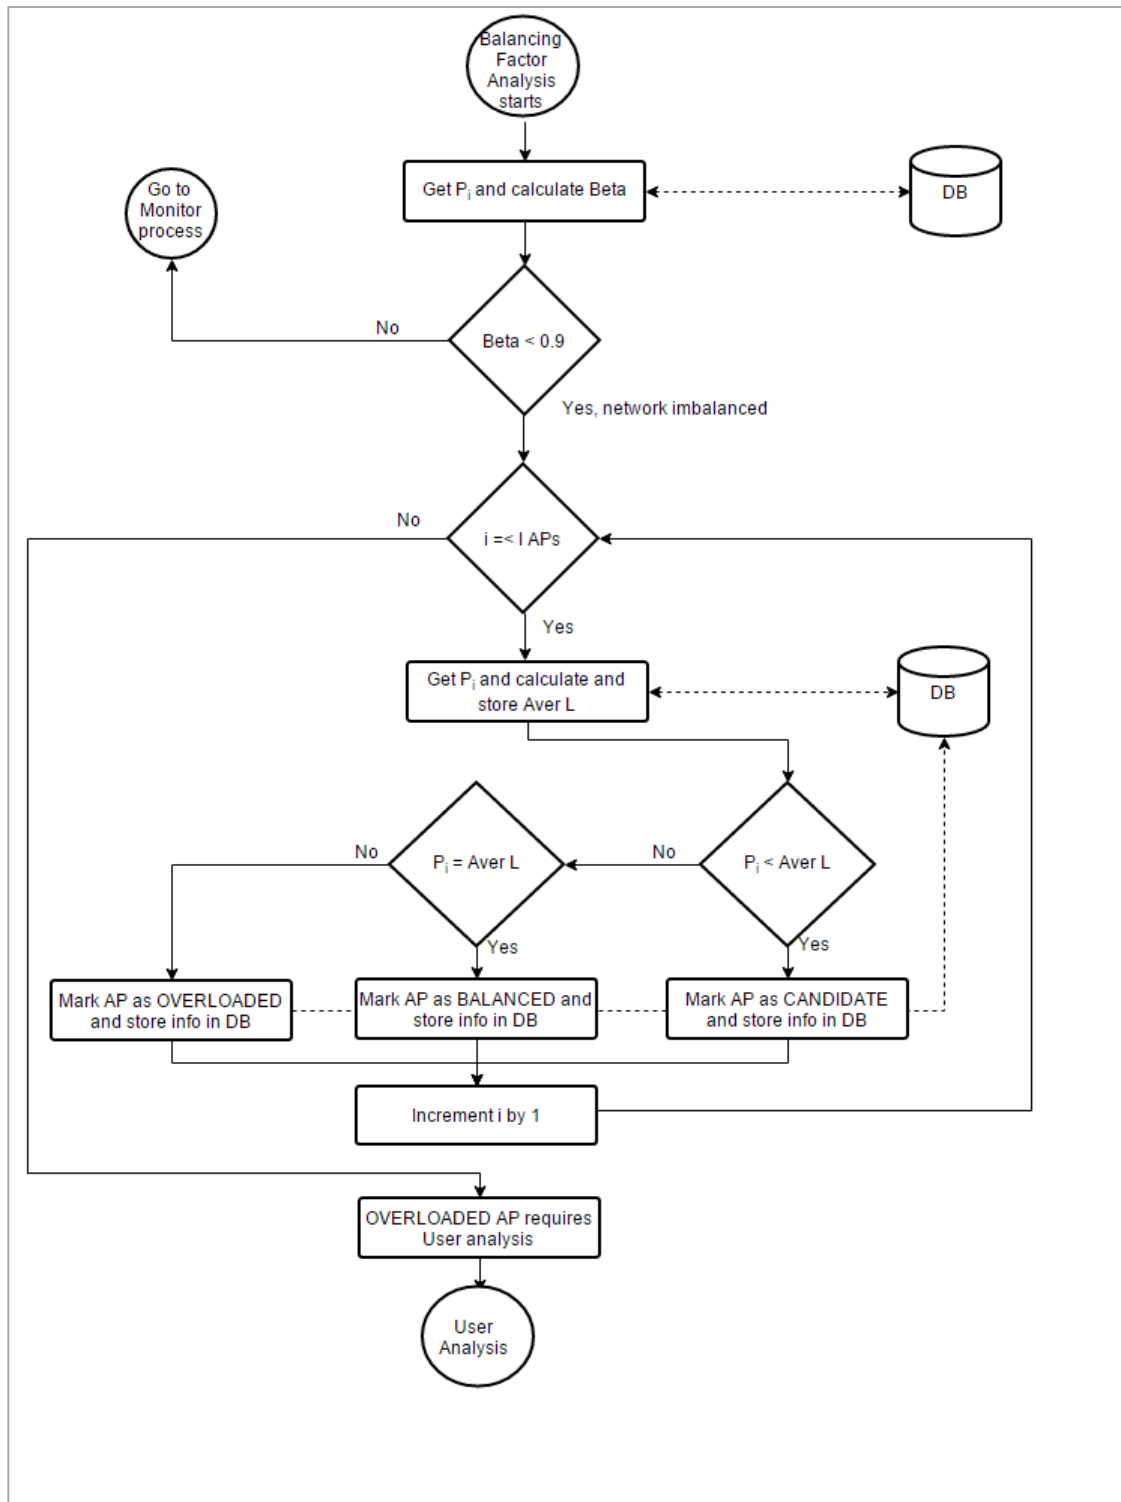 Balancing
Factor
Analysis
starts
Get Pi and calculate Beta
DB
Go to
Monitor
process
No
Beta < 0.9
Yes, network imbalanced
No
i =< I APs
Yes
Get Pi and calculate and
store Aver L
DB
No
Pi = Aver L
No
Pi < Aver L
Yes
Yes
Mark AP as OVERLOADED
and store info in DB
Mark AP as BALANCED and
store info in DB
Mark AP as CANDIDATE
and store info in DB
Increment i by 1
OVERLOADED AP requires
User analysis
User
Analysis